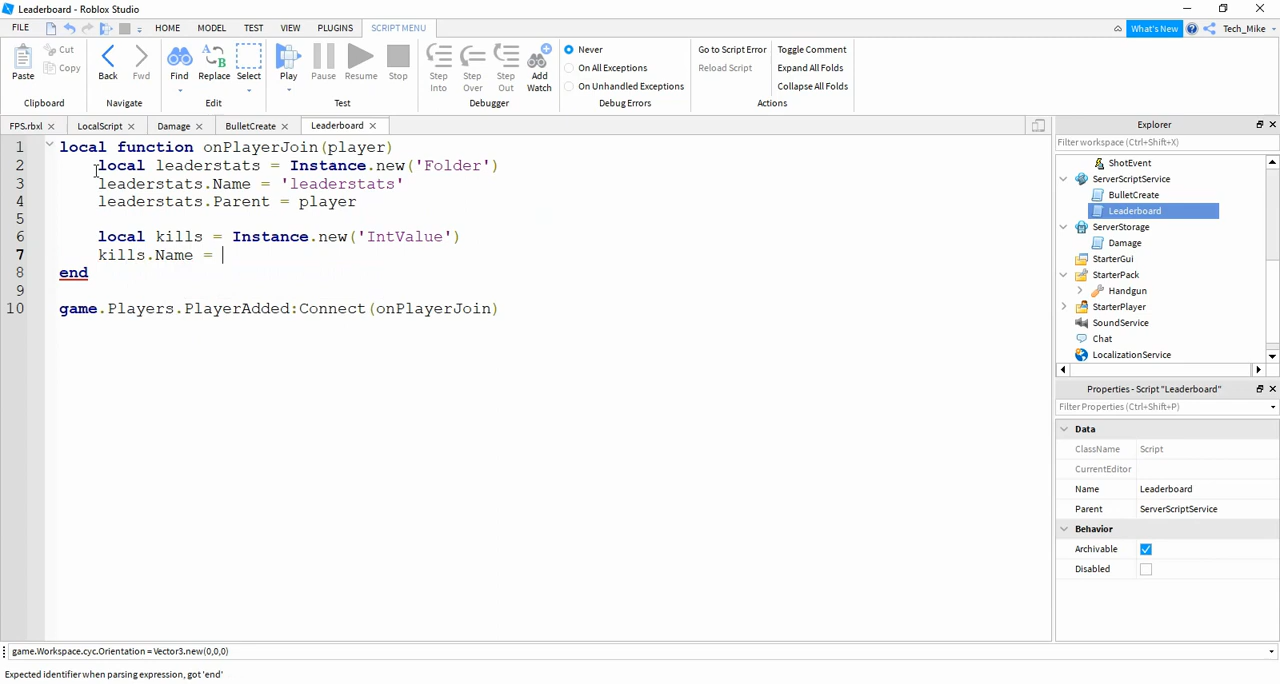 Leaderboard - Roblox Studio
FILE HOME MODEL TEST VIEW PLUGINS SCRIPT MENU What's New Tech_Mike
Paste Cut Copy Back Fwd Find Replace Select Play Pause Resume Stop Step Into Step Over Step Out Add Watch
Never
On All Exceptions
On Unhandled Exceptions
Go to Script Error
Reload Script
Toggle Comment
Expand All Folds
Collapse All Folds
Clipboard Navigate Edit Test Debugger Debug Errors Actions
FPS.rbxl LocalScript Damage BulletCreate Leaderboard
1 local function onPlayerJoin(player)
2 local leaderstats = Instance.new('Folder')
3 leaderstats.Name = 'leaderstats'
4 leaderstats.Parent = player
5
6 local kills = Instance.new('IntValue')
7 kills.Name =
8 end
9
10 game.Players.PlayerAdded:Connect(onPlayerJoin)
Explorer
Filter workspace (Ctrl+Shift+X)
ShotEvent
ServerScriptService
BulletCreate
Leaderboard
ServerStorage
Damage
StarterGui
StarterPack
Handgun
StarterPlayer
SoundService
Chat
LocalizationService
Properties - Script "Leaderboard"
Filter Properties (Ctrl+Shift+P)
Data
ClassName Script
CurrentEditor
Name Leaderboard
Parent ServerScriptService
Behavior
Archivable
Disabled
game.Workspace.cyc.Orientation = Vector3.new(0,0,0)
Expected identifier when parsing expression, got 'end'